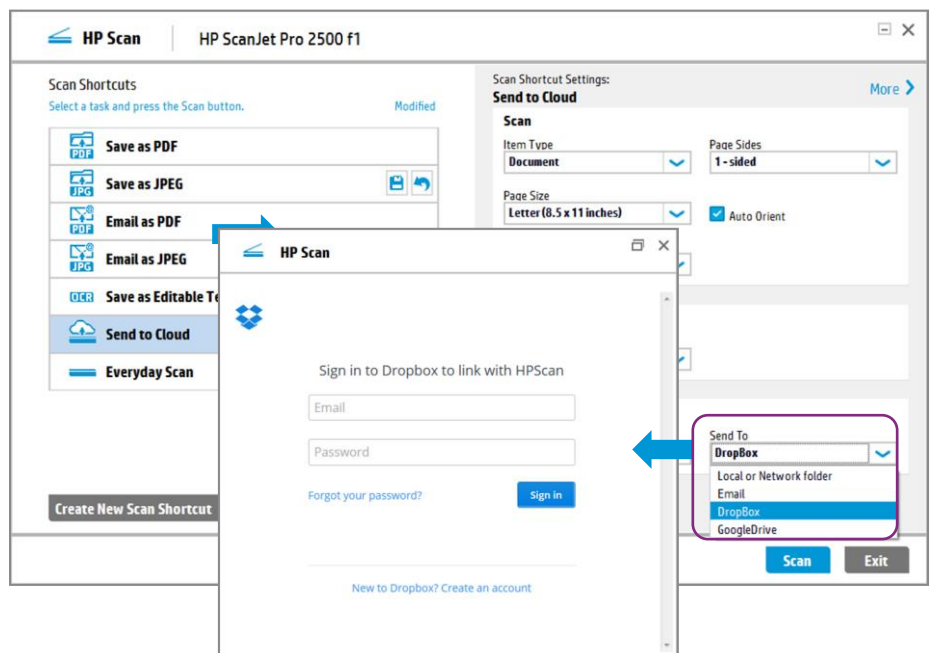 HP Scan
HP ScanJet Pro 2500 f1
Scan Shortcuts
Select a task and press the Scan button.
Modified
PDF
Save as PDF
JPG
Save as JPEG
PDF
Email as PDF
JPG
Email as JPEG
OCR
Save as Editable Te
Send to Cloud
Everyday Scan
Create New Scan Shortcut
Scan Shortcut Settings:
Send to Cloud
More
Scan
Item Type
Document
Page Sides
1 - sided
Page Size
Letter (8.5 x 11 inches)
Auto Orient
Send To
DropBox
Local or Network folder
Email
DropBox
GoogleDrive
Scan
Exit
HP Scan
Sign in to Dropbox to link with HPScan
Email
Password
Forgot your password?
Sign in
New to Dropbox? Create an account